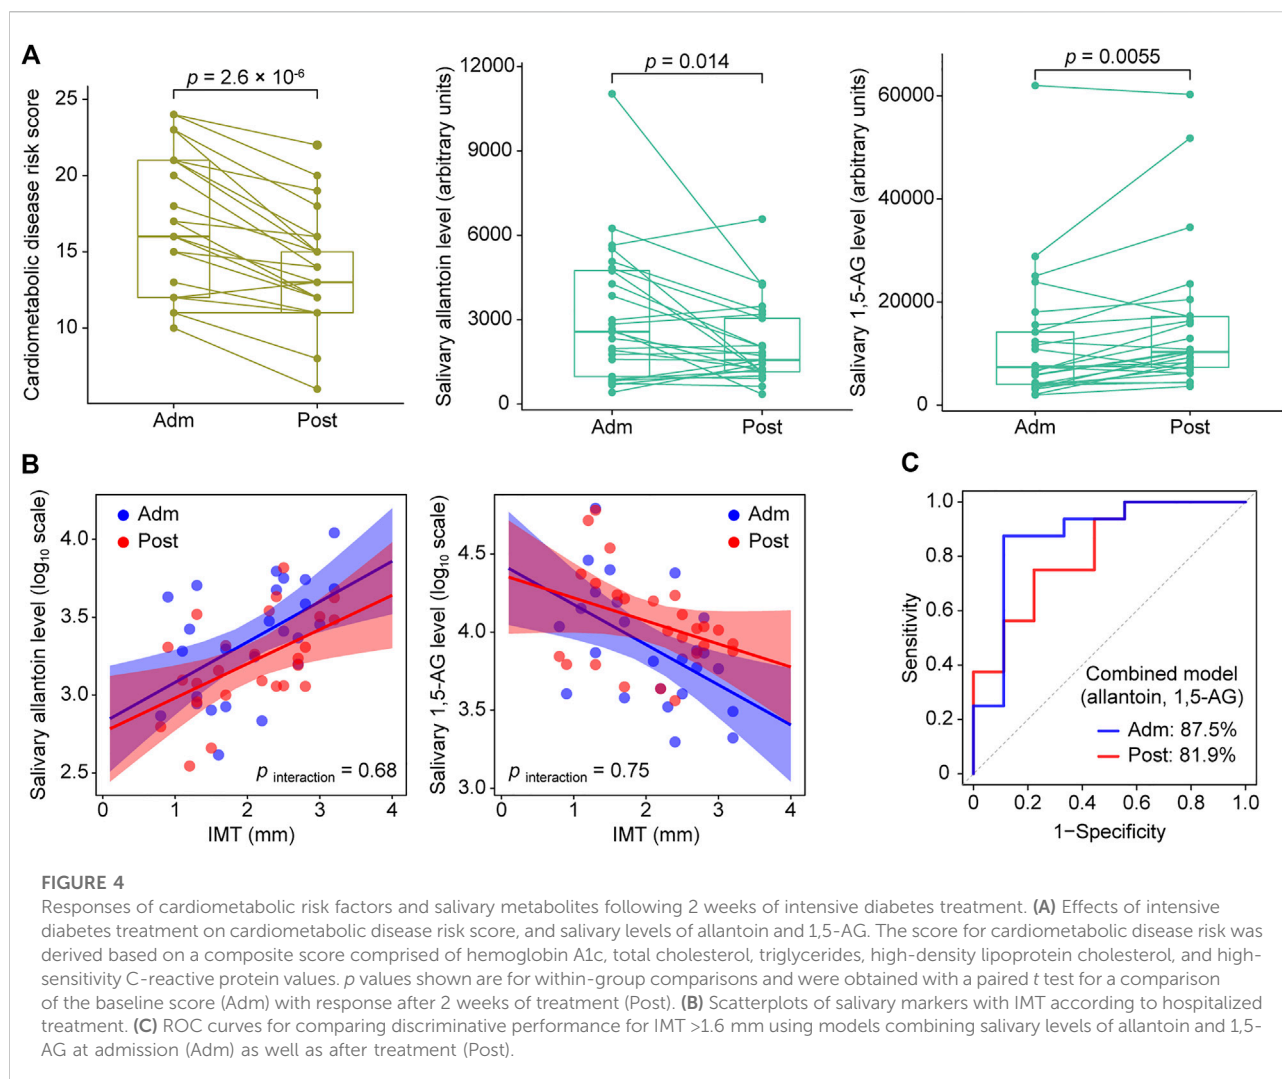 A
Cardiometabolic disease risk score
p = 2.6 × 10-6
25
20
15
10
Adm
Post
Salivary allantoin level (arbitrary units)
p = 0.014
12000
9000
6000
3000
0
Adm
Post
Salivary 1,5-AG level (arbitrary units)
p = 0.0055
60000
40000
20000
0
Adm
Post
B
Salivary allantoin level (log10 scale)
4.0
3.5
3.0
2.5
Adm
Post
p interaction = 0.68
0
1
2
3
4
IMT (mm)
Salivary 1,5-AG level (log10 scale)
4.5
4.0
3.5
3.0
Adm
Post
p interaction = 0.75
0
1
2
3
4
IMT (mm)
C
Sensitivity
1.0
0.8
0.6
0.4
0.2
0
Combined model
(allantoin, 1,5-AG)
Adm: 87.5%
Post: 81.9%
0
0.2
0.4
0.6
0.8
1.0
1−Specificity
FIGURE 4
Responses of cardiometabolic risk factors and salivary metabolites following 2 weeks of intensive diabetes treatment. (A) Effects of intensive
diabetes treatment on cardiometabolic disease risk score, and salivary levels of allantoin and 1,5-AG. The score for cardiometabolic disease risk was
derived based on a composite score comprised of hemoglobin A1c, total cholesterol, triglycerides, high-density lipoprotein cholesterol, and high-
sensitivity C-reactive protein values. p values shown are for within-group comparisons and were obtained with a paired t test for a comparison
of the baseline score (Adm) with response after 2 weeks of treatment (Post). (B) Scatterplots of salivary markers with IMT according to hospitalized
treatment. (C) ROC curves for comparing discriminative performance for IMT >1.6 mm using models combining salivary levels of allantoin and 1,5-
AG at admission (Adm) as well as after treatment (Post).